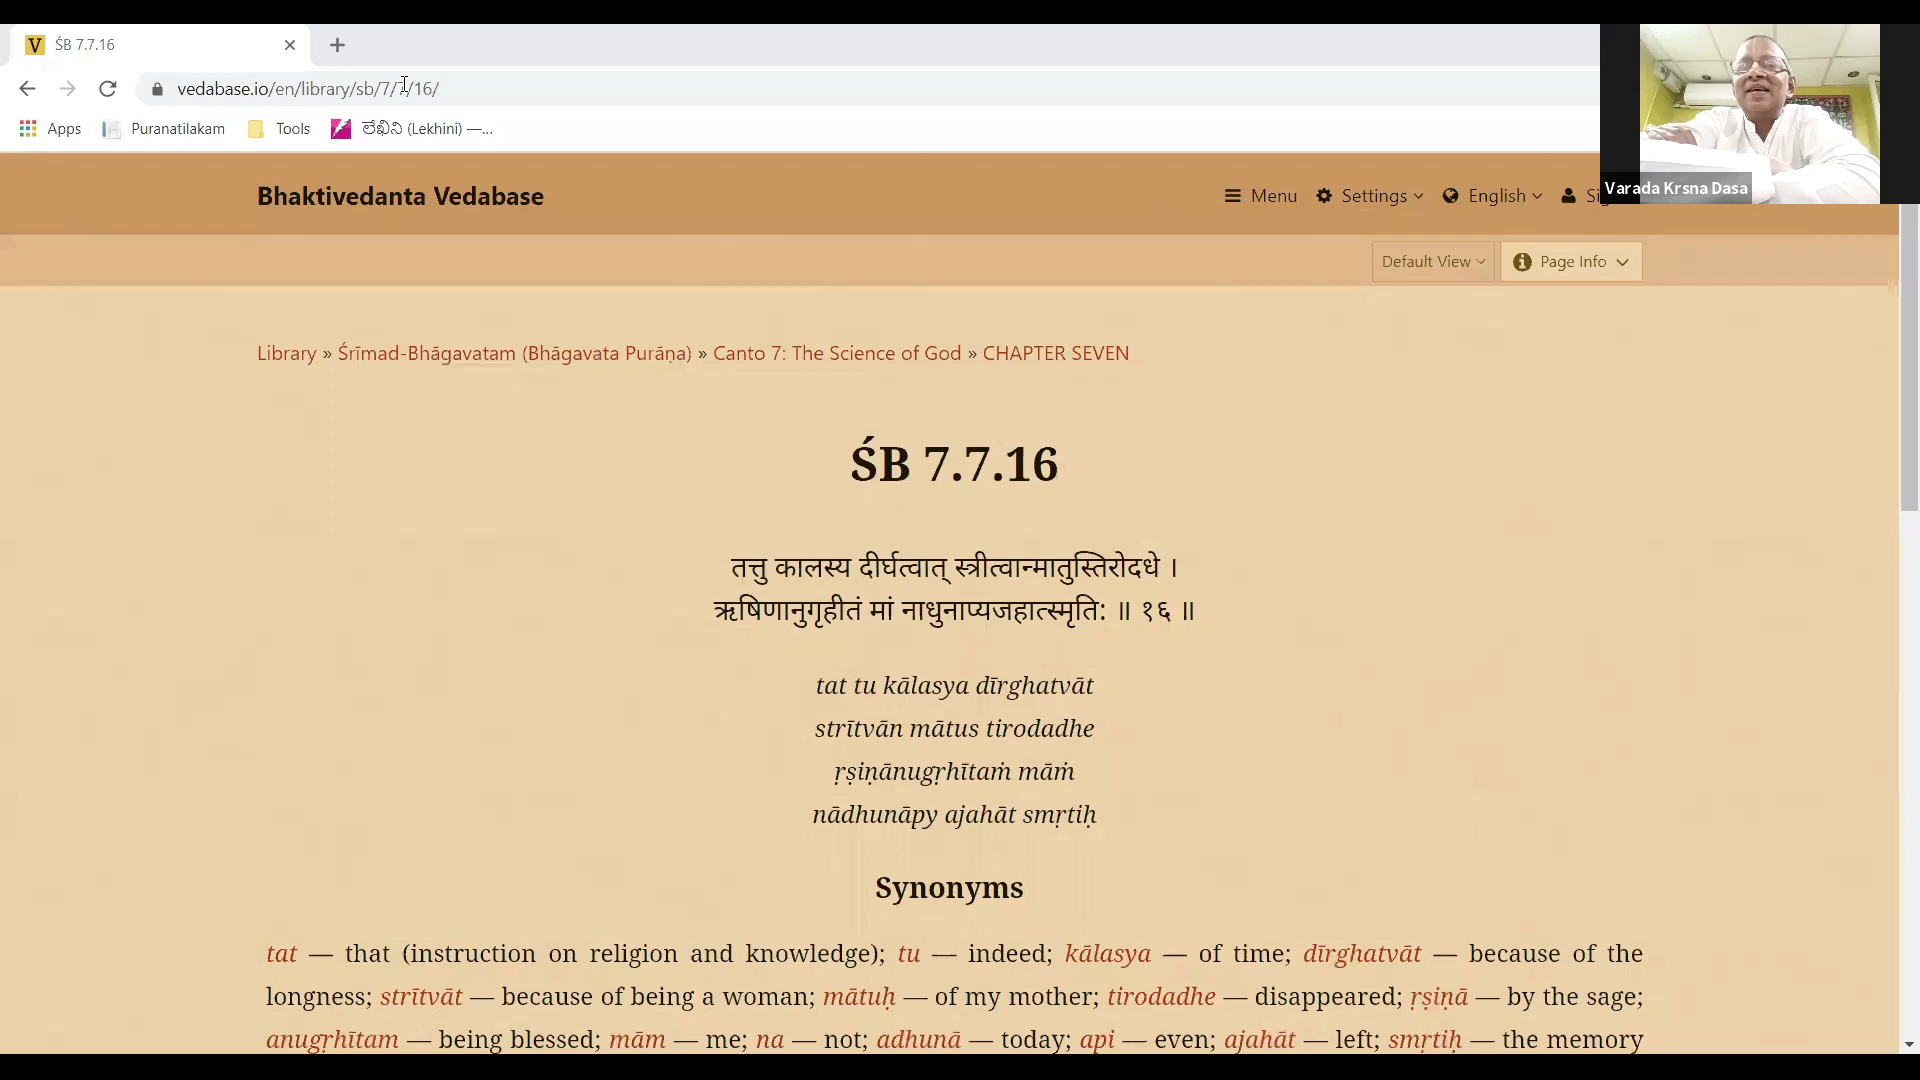 ŚB 7.7.16
vedabase.io/en/library/sb/7/7/16/
Apps Puranatilakam Tools లేఖిని (Lekhini) —...
Varada Krsna Dasa
Bhaktivedanta Vedabase Menu Settings English
Default View Page Info
Library » Śrīmad-Bhāgavatam (Bhāgavata Purāṇa) » Canto 7: The Science of God » CHAPTER SEVEN
ŚB 7.7.16
तत्तु कालस्य दीर्घत्वात् स्त्रीत्वान्मातुस्तिरोदधे ।
ऋषिणानुगृहीतं मां नाधुनाप्यजहात्स्मृति: ॥ १६ ॥
tat tu kālasya dīrghatvāt
strītvān mātus tirodadhe
ṛṣiṇānugṛhītaṁ māṁ
nādhunāpy ajahāt smṛtiḥ
Synonyms
tat — that (instruction on religion and knowledge); tu — indeed; kālasya — of time; dīrghatvāt — because of the
longness; strītvāt — because of being a woman; mātuḥ — of my mother; tirodadhe — disappeared; ṛṣiṇā — by the sage;
anugṛhītam — being blessed; mām — me; na — not; adhunā — today; api — even; ajahāt — left; smṛtiḥ — the memory